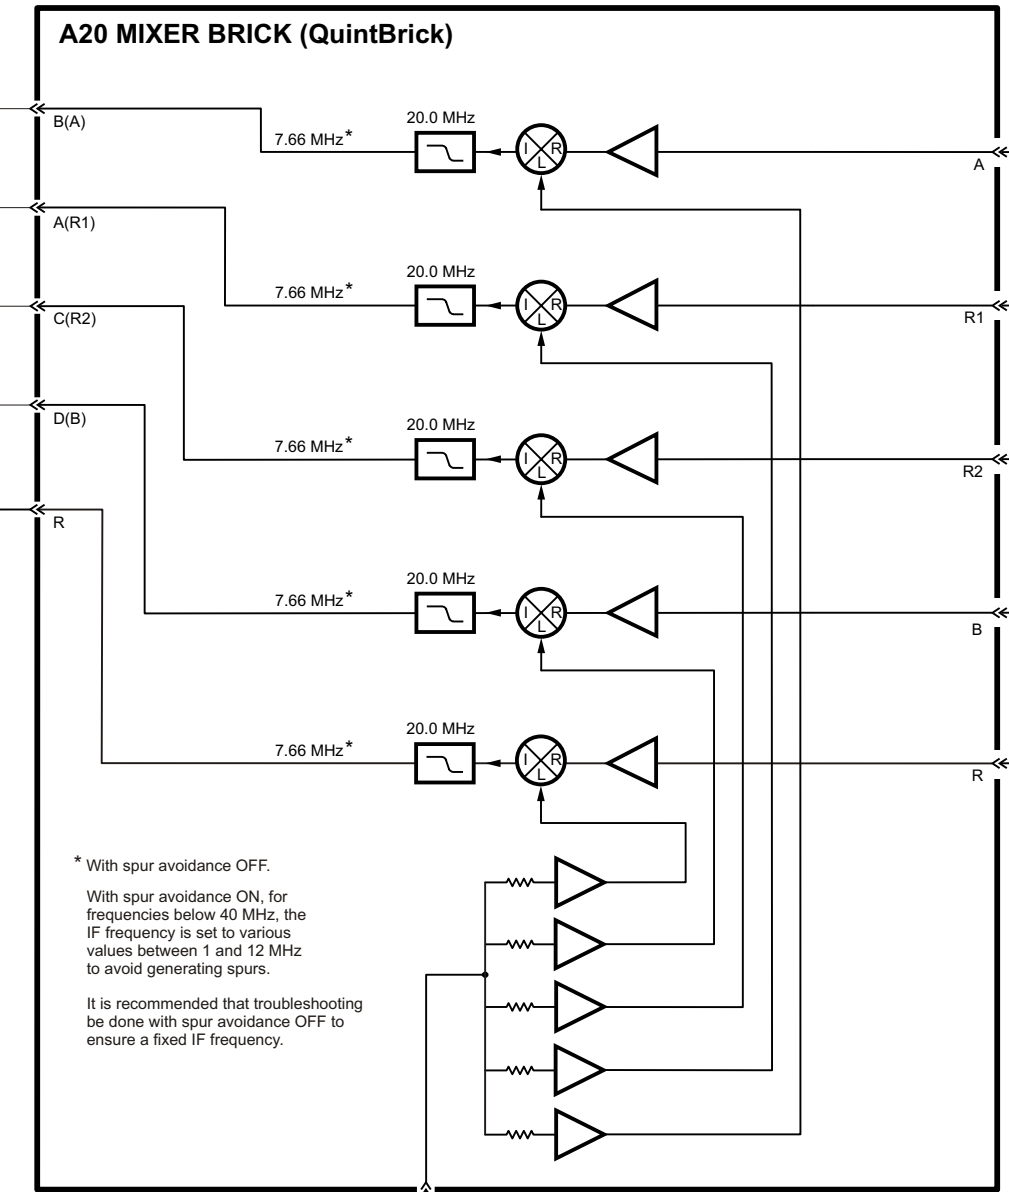 A20 MIXER BRICK (QuintBrick)
B(A)
7.66 MHz*
20.0 MHz
I
R
L
A
A(R1)
7.66 MHz*
20.0 MHz
I
R
L
R1
C(R2)
7.66 MHz*
20.0 MHz
I
R
L
R2
D(B)
7.66 MHz*
20.0 MHz
I
R
L
B
R
7.66 MHz*
20.0 MHz
I
R
L
R
* With spur avoidance OFF.
With spur avoidance ON, for
frequencies below 40 MHz, the
IF frequency is set to various
values between 1 and 12 MHz
to avoid generating spurs.
It is recommended that troubleshooting
be done with spur avoidance OFF to
ensure a fixed IF frequency.